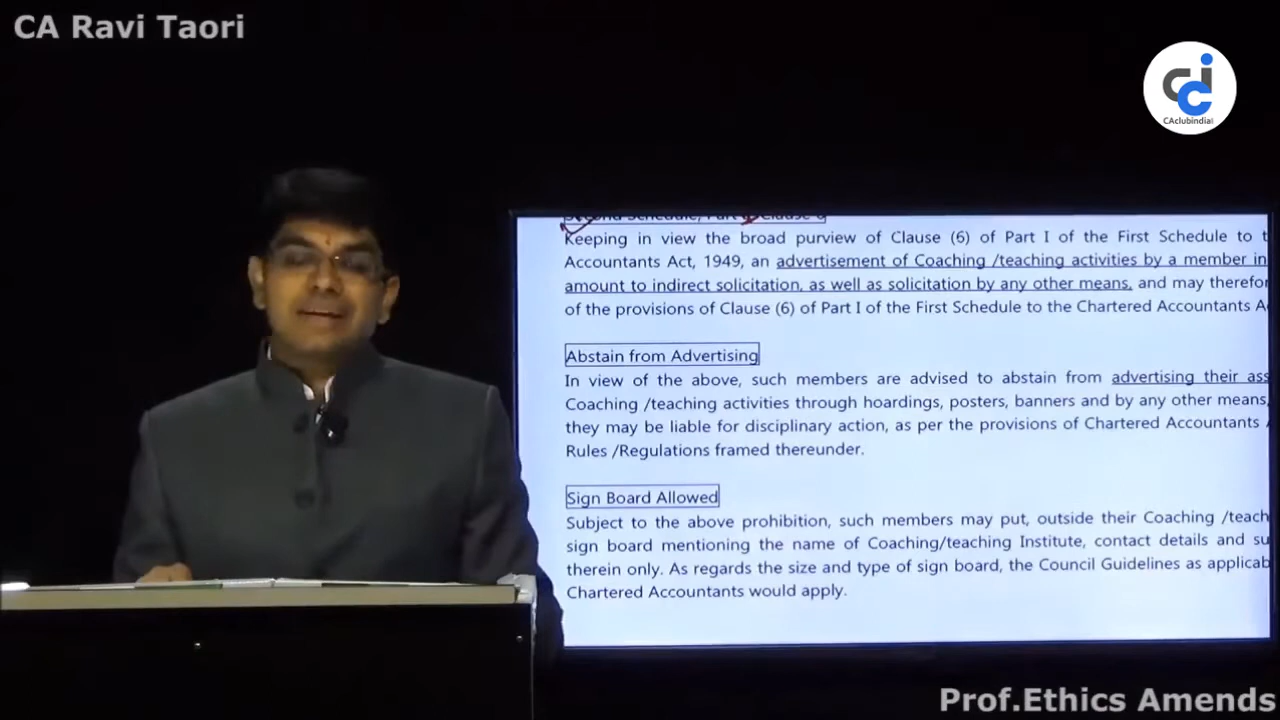 CA Ravi Taori
CAclubindia
Second Schedule, Part
Keeping in view the broad purview of Clause (6) of Part I of the First Schedule to
Accountants Act, 1949, an advertisement of Coaching /teaching activities by a member in
amount to indirect solicitation, as well as solicitation by any other means, and may
of the provisions of Clause (6) of Part I of the First Schedule to the Chartered Accountants
Abstain from Advertising
In view of the above, such members are advised to abstain from advertising their
Coaching /teaching activities through hoardings, posters, banners and by any other means,
they may be liable for disciplinary action, as per the provisions of Chartered Accountants
Rules /Regulations framed thereunder.
Sign Board Allowed
Subject to the above prohibition, such members may put, outside their Coaching
sign board mentioning the name of Coaching/teaching Institute, contact details and
therein only. As regards the size and type of sign board, the Council Guidelines as
Chartered Accountants would apply.
Prof.Ethics Amends